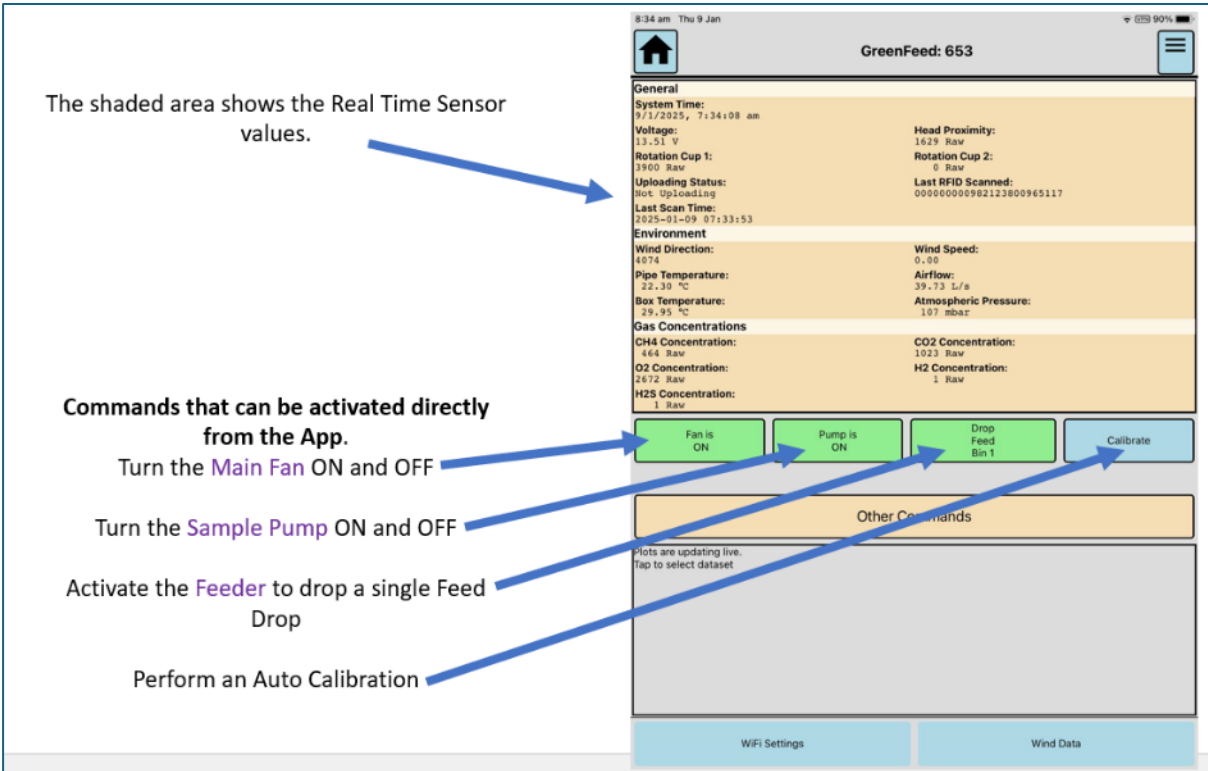 The shaded area shows the Real Time Sensor
values.
Commands that can be activated directly
from the App.
Turn the Main Fan ON and OFF
Turn the Sample Pump ON and OFF
Activate the Feeder to drop a single Feed
Drop
Perform an Auto Calibration
8:34 am Thu 9 Jan
VPN 90%
GreenFeed: 653
General
System Time:
9/1/2025, 7:34:08 am
Voltage: Head Proximity:
13.51 V 1629 Raw
Rotation Cup 1: Rotation Cup 2:
3900 Raw 0 Raw
Uploading Status: Last RFID Scanned:
Not Uploading 000000000982123800965117
Last Scan Time:
2025-01-09 07:33:53
Environment
Wind Direction: Wind Speed:
4074 0.00
Pipe Temperature: Airflow:
22.30 °C 39.73 L/s
Box Temperature: Atmospheric Pressure:
29.95 °C 107 mbar
Gas Concentrations
CH4 Concentration: CO2 Concentration:
464 Raw 1023 Raw
O2 Concentration: H2 Concentration:
2672 Raw 1 Raw
H2S Concentration:
1 Raw
Fan is
ON
Pump is
ON
Drop
Feed
Bin 1
Calibrate
Other Commands
Plots are updating live.
Tap to select dataset
WiFi Settings Wind Data